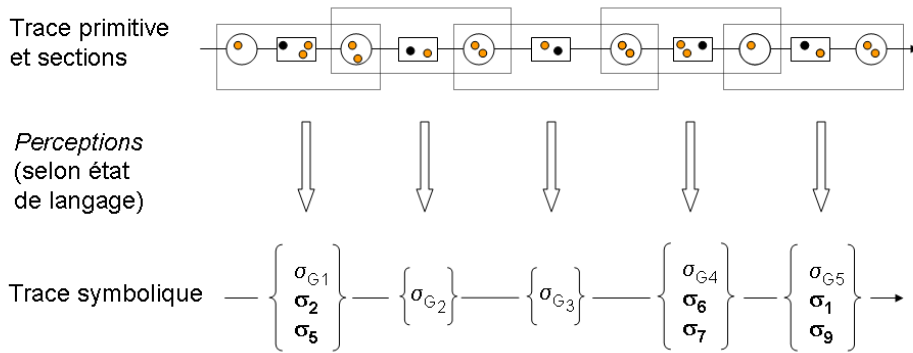 Trace primitive
et sections
Perceptions
(selon état
de langage)
Trace symbolique
σG1
σ2
σ5
σG2
σG3
σG4
σ6
σ7
σG5
σ1
σ9